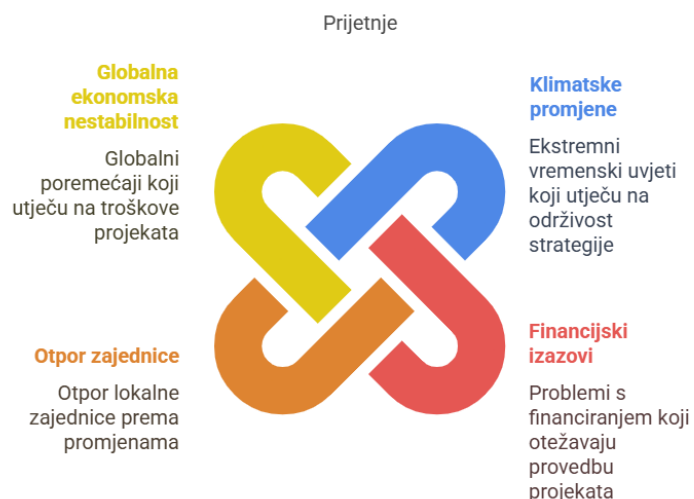 Prijetnje
Globalna
ekonomska
nestabilnost
Globalni
poremećaji koji
utječu na troškove
projekata
Klimatske
promjene
Ekstremni
vremenski uvjeti
koji utječu na
održivost
strategije
Otpor zajednice
Otpor lokalne
zajednice prema
promjenama
Financijski
izazovi
Problemi s
financiranjem koji
otežavaju
provedbu
projekata